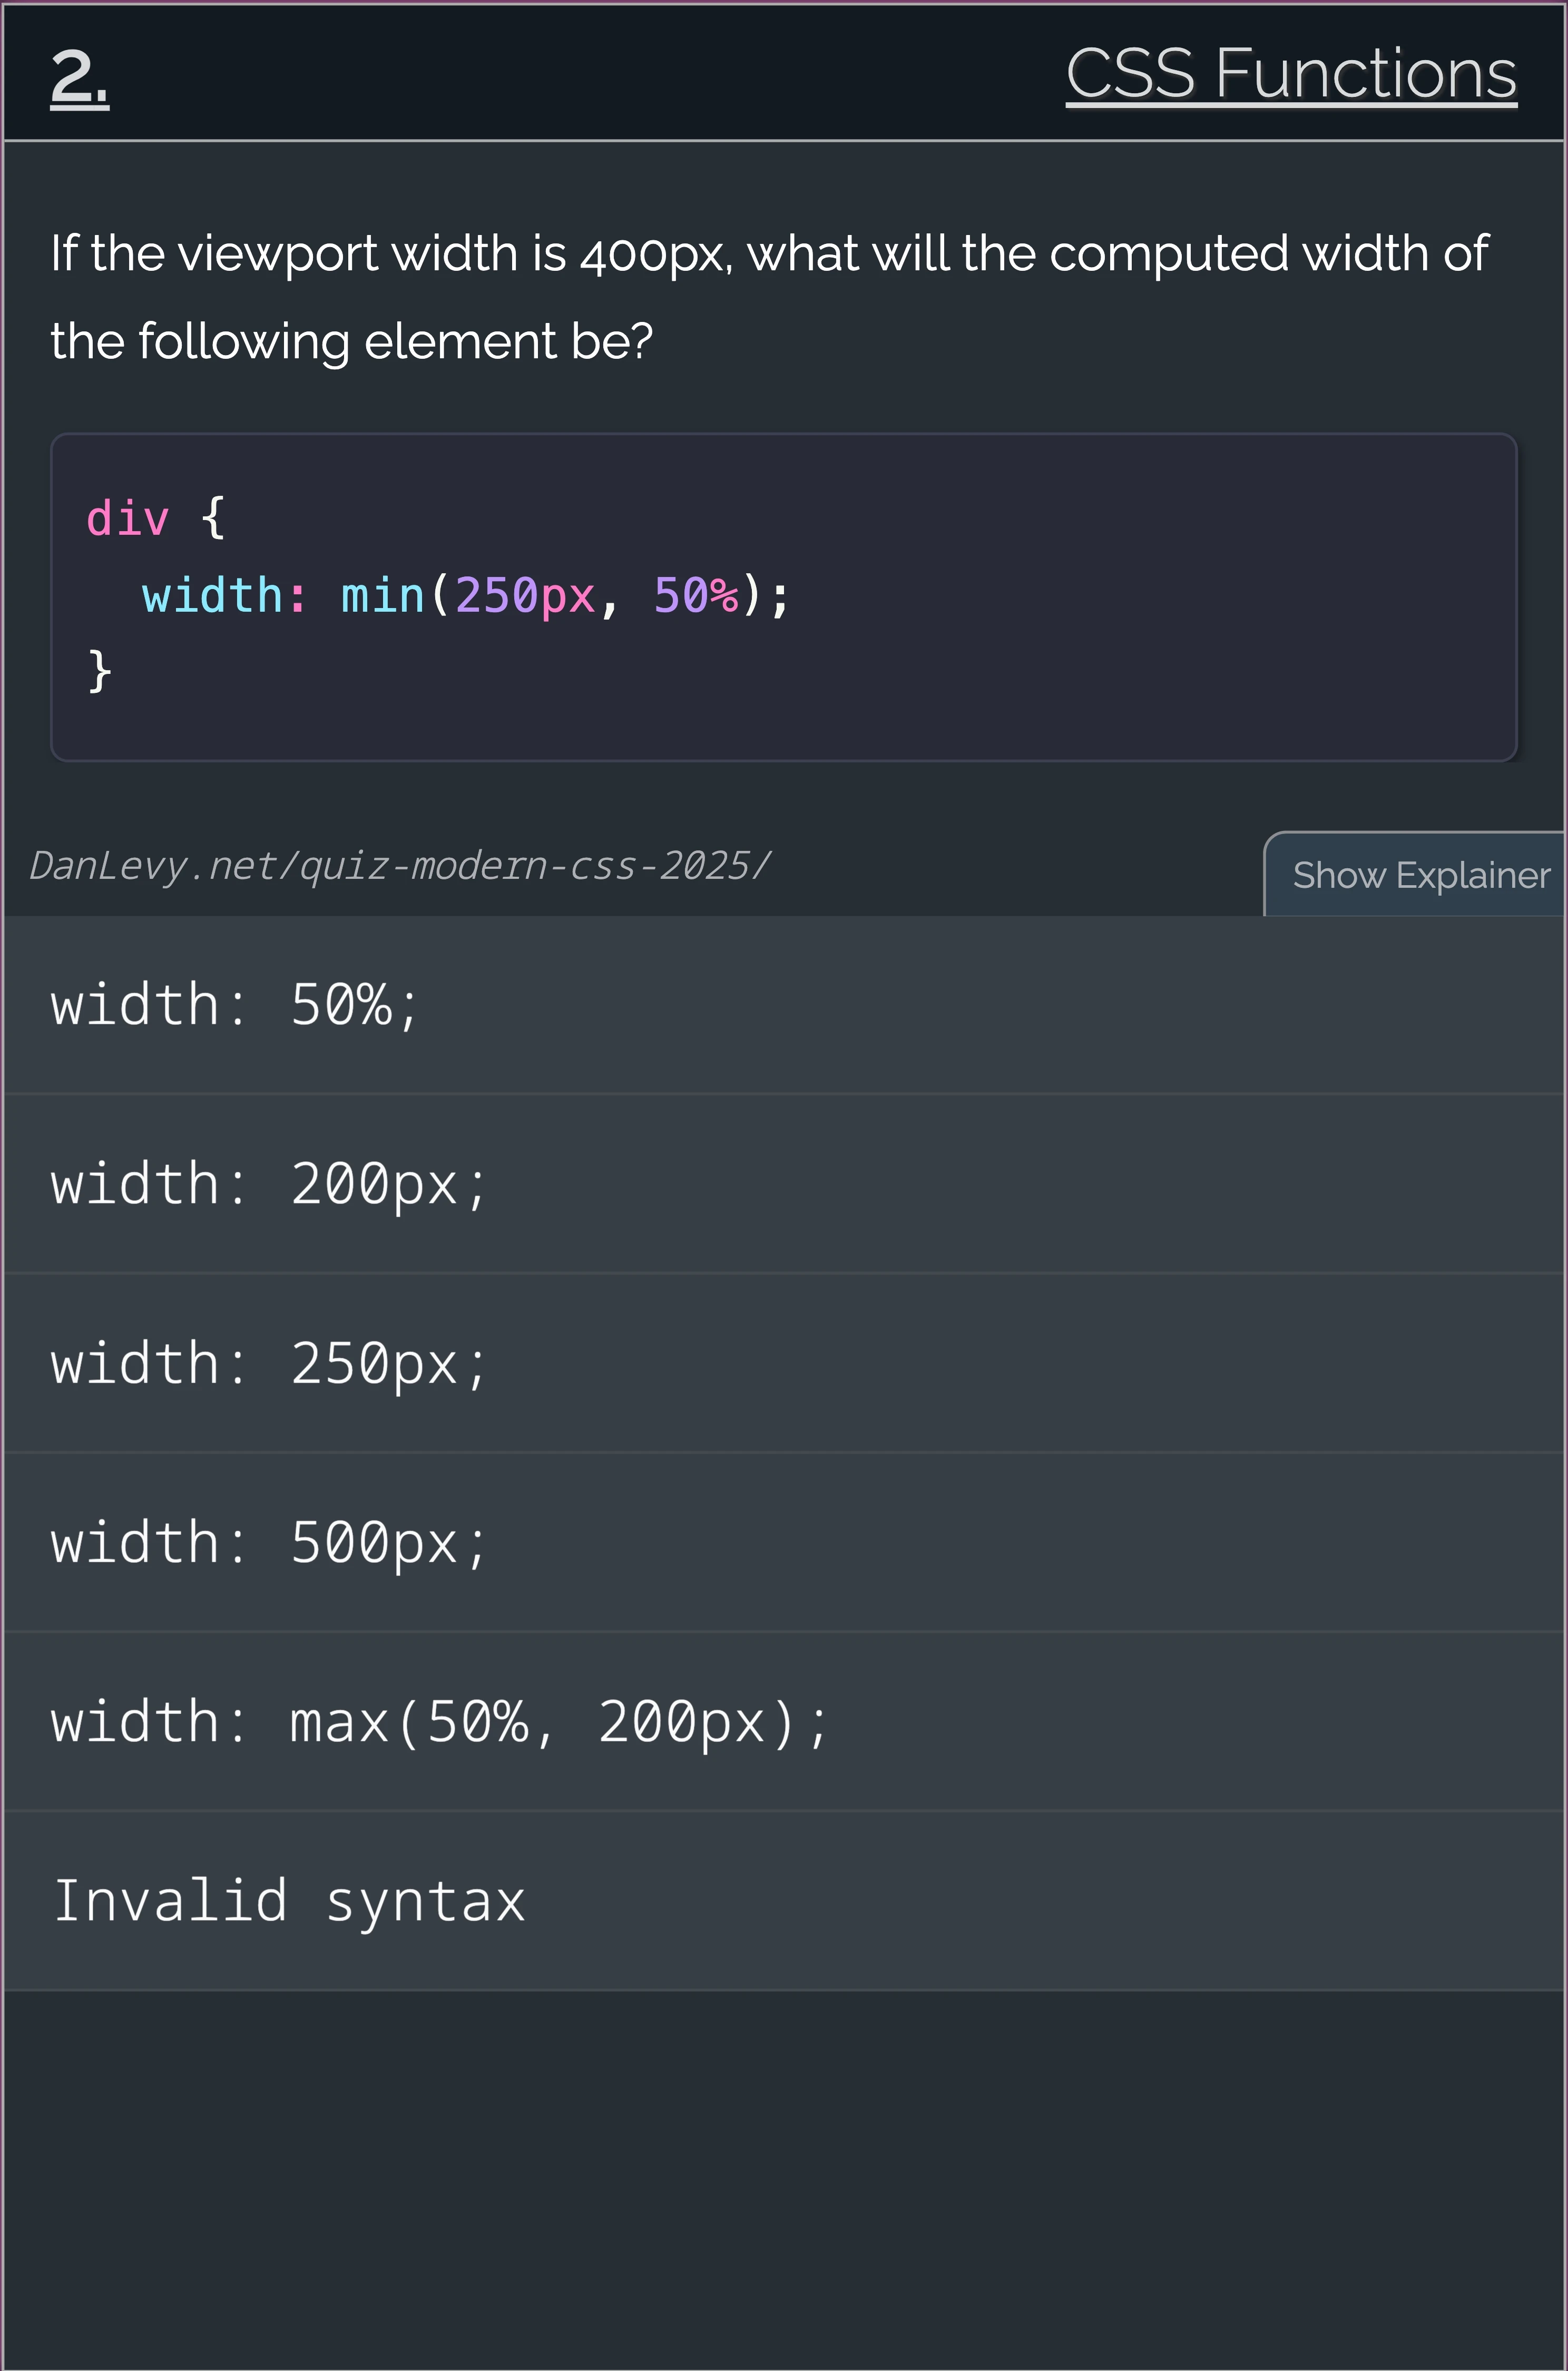 2.
CSS Functions
If the viewport width is 400px, what will the computed width of
the following element be?
div {
  width: min(250px, 50%);
}
DanLevy.net/quiz-modern-css-2025/
Show Explainer
width: 50%;
width: 200px;
width: 250px;
width: 500px;
width: max(50%, 200px);
Invalid syntax